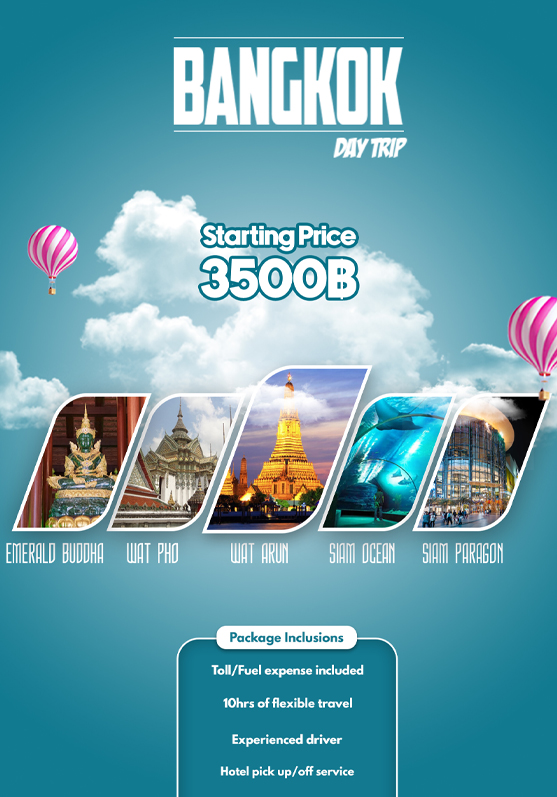 BANGKOK
DAY TRIP
Starting Price
3500฿
EMERALD BUDDHA WAT PHO WAT ARUN SIAM OCEAN SIAM PARAGON
Package Inclusions
Toll/Fuel expense included
10hrs of flexible travel
Experienced driver
Hotel pick up/off service